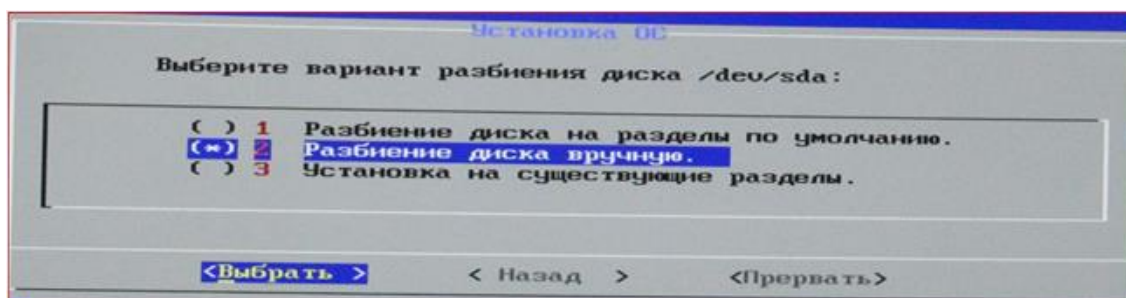 Установка ОС
Выберите вариант разбиения диска /dev/sda:
( ) 1 Разбиение диска на разделы по умолчанию.
(*) 2 Разбиение диска вручную.
( ) 3 Установка на существующие разделы.
<Выбрать > < Назад > <Прервать>